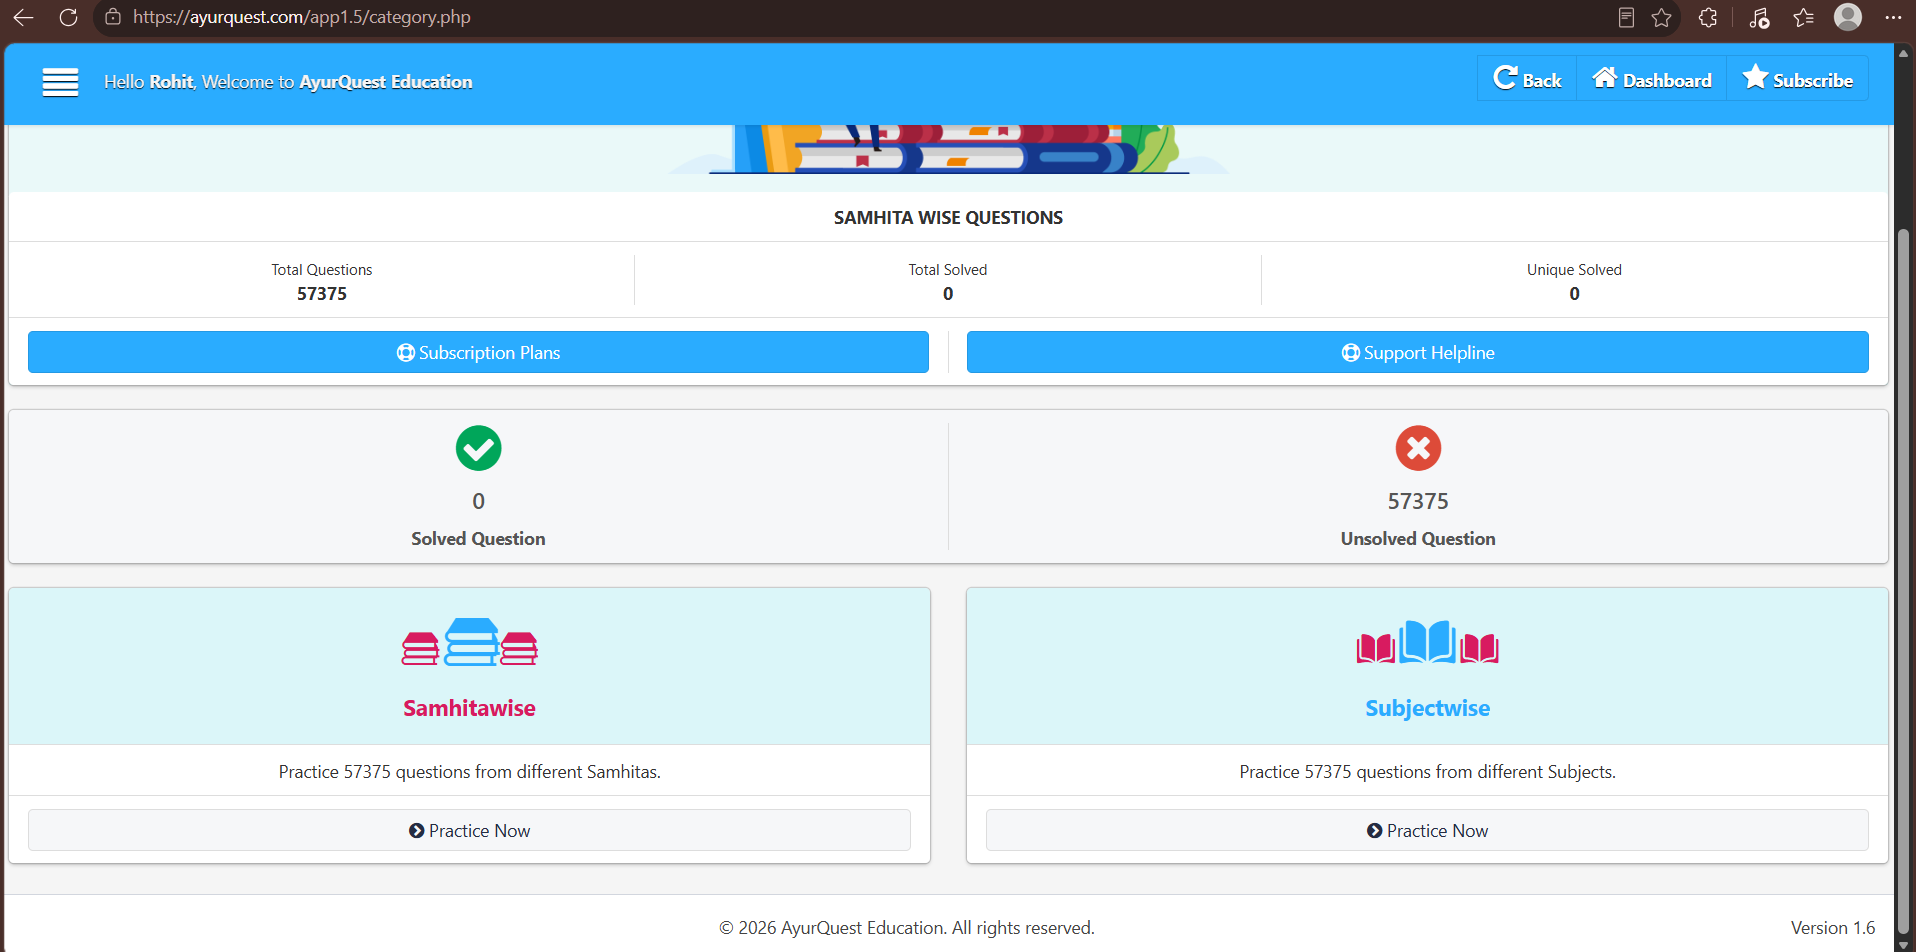 https://ayurquest.com/app1.5/category.php
Hello Rohit, Welcome to AyurQuest Education
Back
Dashboard
Subscribe
SAMHITA WISE QUESTIONS
Total Questions
57375
Total Solved
0
Unique Solved
0
Subscription Plans
Support Helpline
0
Solved Question
57375
Unsolved Question
Samhitawise
Practice 57375 questions from different Samhitas.
Practice Now
Subjectwise
Practice 57375 questions from different Subjects.
Practice Now
© 2026 AyurQuest Education. All rights reserved.
Version 1.6